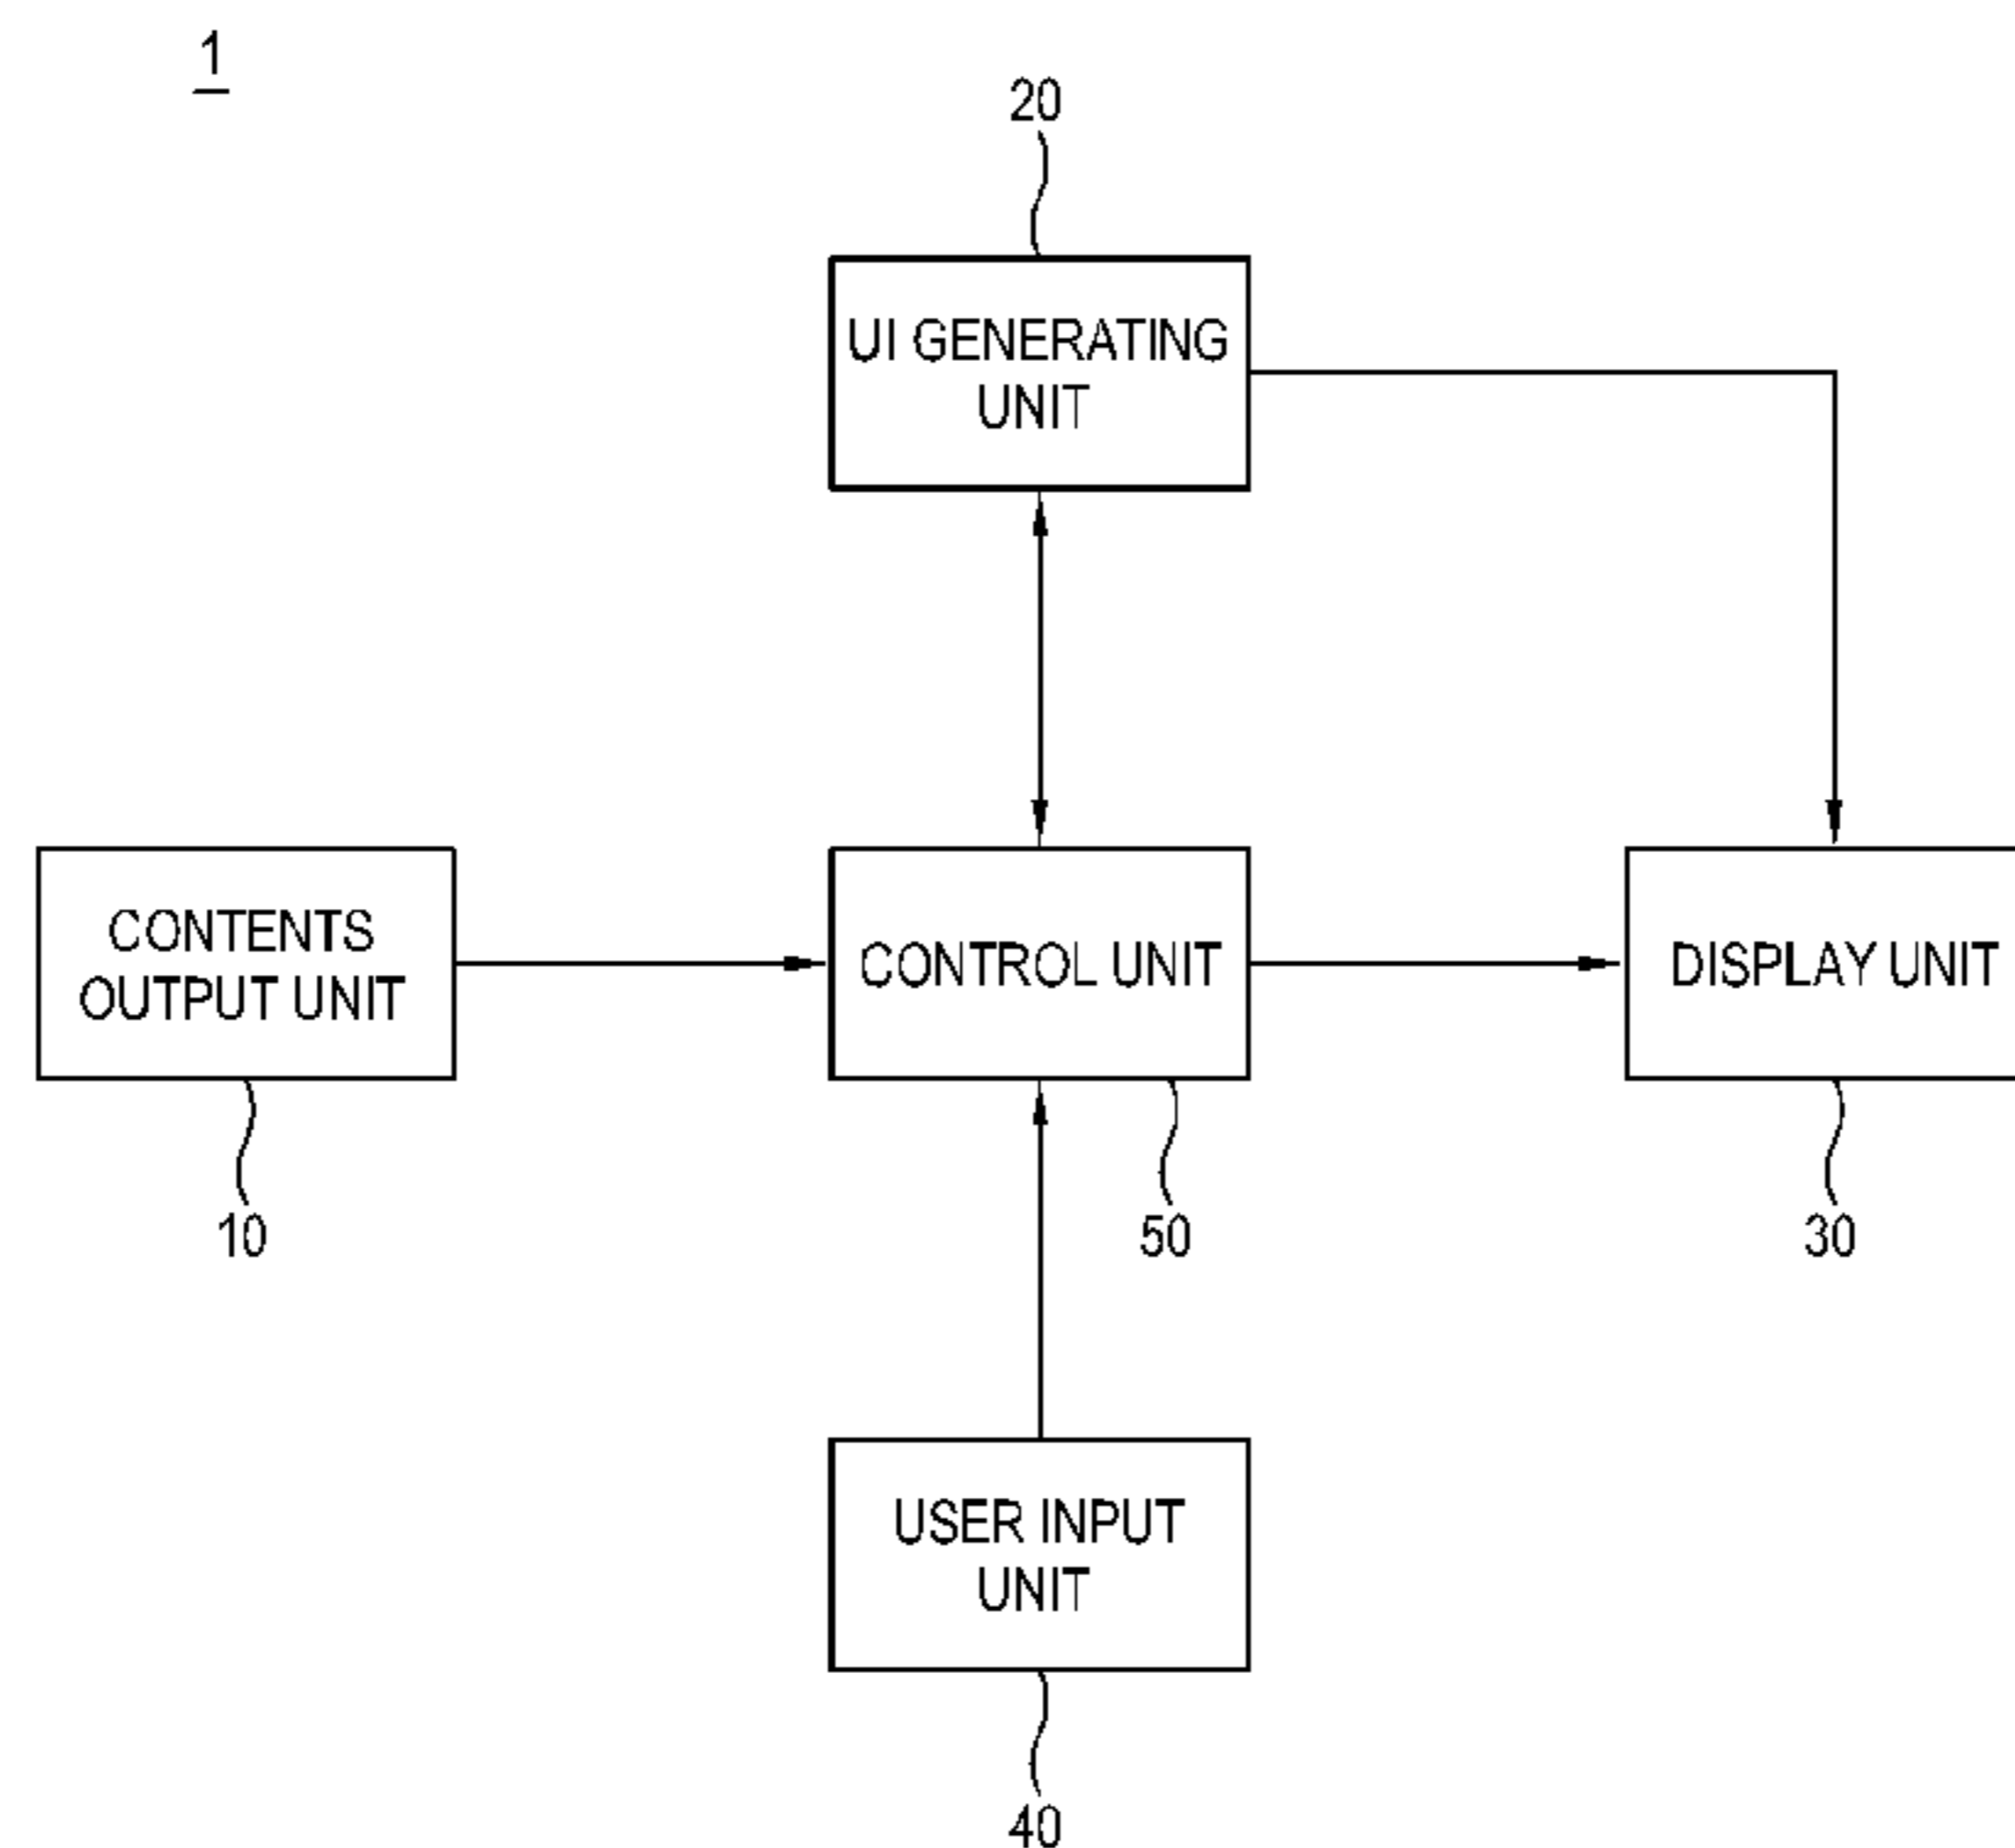 1
20
UI GENERATING
UNIT
CONTENTS
OUTPUT UNIT
CONTROL UNIT
DISPLAY UNIT
10
50
30
USER INPUT
UNIT
40